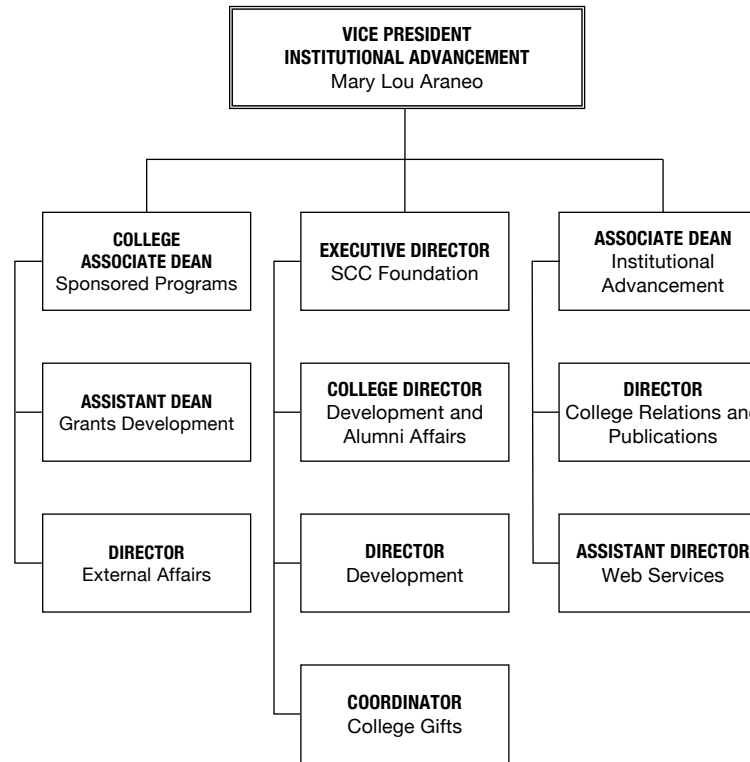 VICE PRESIDENT
INSTITUTIONAL ADVANCEMENT
Mary Lou Araneo
COLLEGE
ASSOCIATE DEAN
Sponsored Programs
EXECUTIVE DIRECTOR
SCC Foundation
ASSOCIATE DEAN
Institutional
Advancement
ASSISTANT DEAN
Grants Development
COLLEGE DIRECTOR
Development and
Alumni Affairs
DIRECTOR
College Relations and
Publications
DIRECTOR
External Affairs
DIRECTOR
Development
ASSISTANT DIRECTOR
Web Services
COORDINATOR
College Gifts